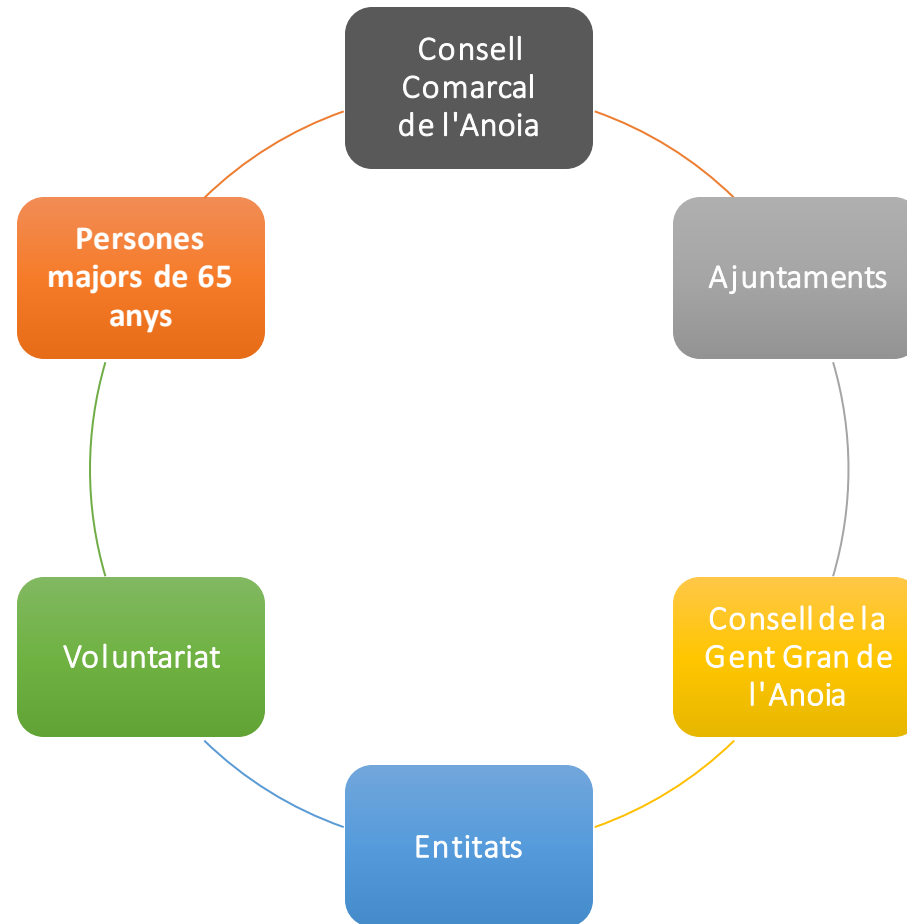 Consell
Comarcal
de l'Anoia
Persones
majors de 65
anys
Ajuntaments
Voluntariat
Consell de la
Gent Gran de
l'Anoia
Entitats